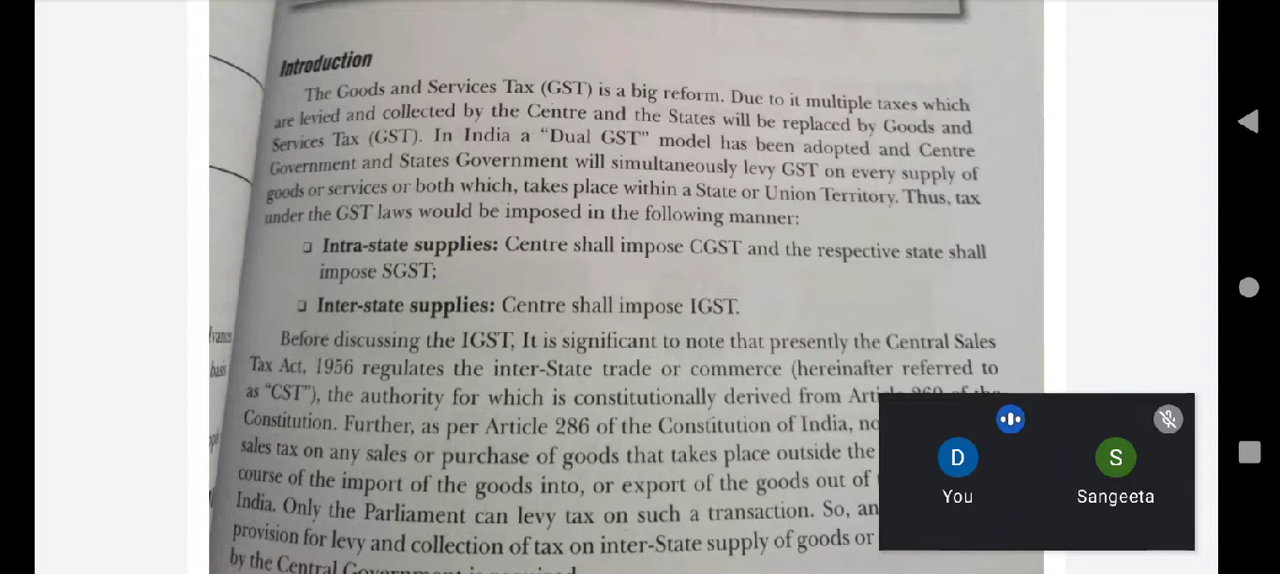 Introduction
The Goods and Services Tax (GST) is a big reform. Due to it multiple taxes which
are levied and collected by the Centre and the States will be replaced by Goods and
Services Tax (GST). In India a “Dual GST” model has been adopted and Centre
Government and States Government will simultaneously levy GST on every supply of
goods or services or both which, takes place within a State or Union Territory. Thus, tax
under the GST laws would be imposed in the following manner:
❑ Intra-state supplies: Centre shall impose CGST and the respective state shall
impose SGST;
❑ Inter-state supplies: Centre shall impose IGST.
Before discussing the IGST, It is significant to note that presently the Central Sales
Tax Act, 1956 regulates the inter-State trade or commerce (hereinafter referred to
as “CST”), the authority for which is constitutionally derived from
Constitution. Further, as per Article 286 of the Constitution of India,
sales tax on any sales or purchase of goods that takes place outside the
course of the import of the goods into, or export of the goods out of
India. Only the Parliament can levy tax on such a transaction. So,
provision for levy and collection of tax on inter-State supply of goods or
by the Central
basis
D
You
S
Sangeeta